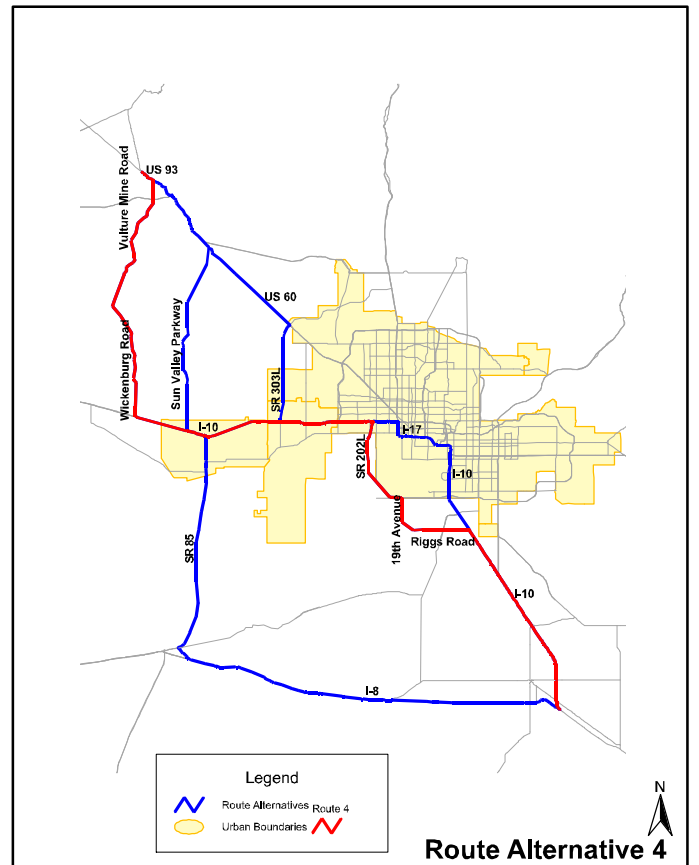 US 93
Vulture Mine Road
US 60
Sun Valley Parkway
Wickenburg Road
SR 303L
I-10
I-17
SR 202L
I-10
19th Avenue
Riggs Road
SR 85
I-10
I-8
Legend
Route Alternatives Route 4
Urban Boundaries
N
Route Alternative 4